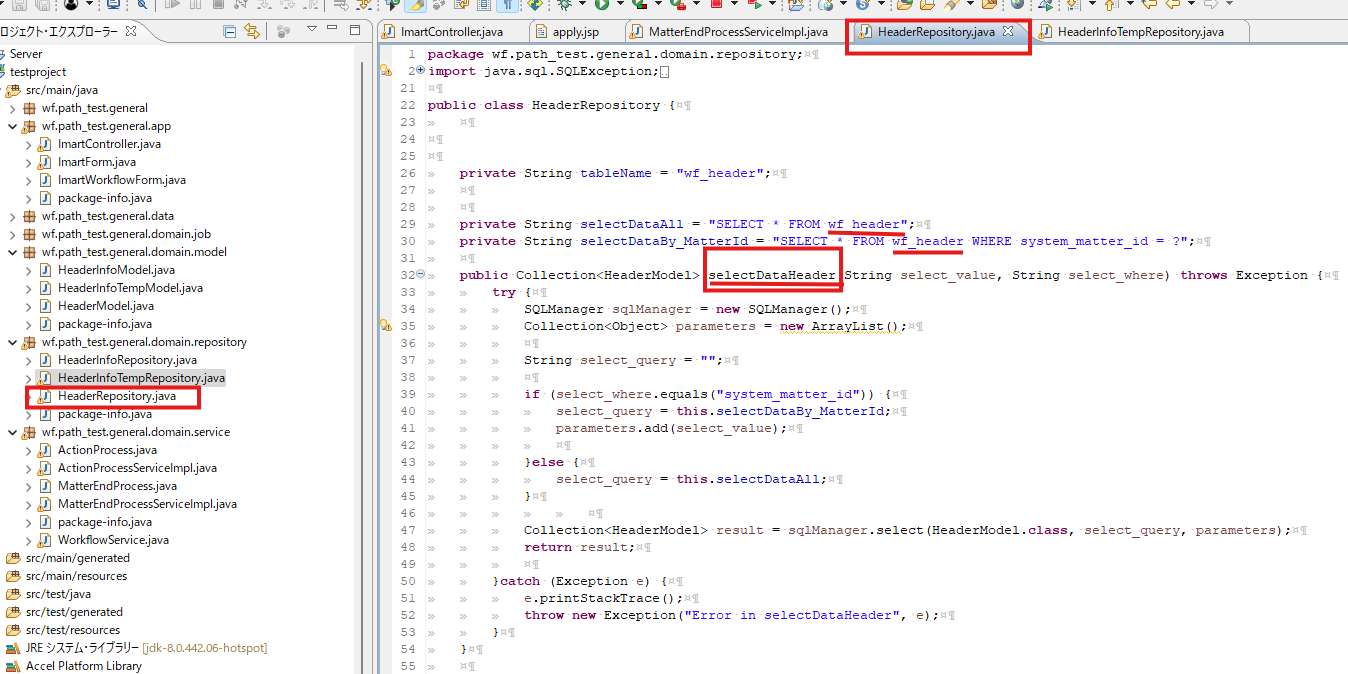 ImartController.java
apply.jsp
MatterEndProcessServiceImpl.java
HeaderRepository.java
HeaderInfoTempRepository.java
ロジェクト・エクスプローラー
Server
testproject
src/main/java
wf.path_test.general
wf.path_test.general.app
ImartController.java
ImartForm.java
ImartWorkflowForm.java
package-info.java
wf.path_test.general.data
wf.path_test.general.domain.job
wf.path_test.general.domain.model
HeaderInfoModel.java
HeaderInfoTempModel.java
HeaderModel.java
package-info.java
wf.path_test.general.domain.repository
HeaderInfoRepository.java
HeaderInfoTempRepository.java
HeaderRepository.java
package-info.java
wf.path_test.general.domain.service
ActionProcess.java
ActionProcessServiceImpl.java
MatterEndProcess.java
MatterEndProcessServiceImpl.java
package-info.java
WorkflowService.java
src/main/generated
src/main/resources
src/test/java
src/test/generated
src/test/resources
JRE システム・ライブラリー [jdk-8.0.442.06-hotspot]
Accel Platform Library
1 package wf.path_test.general.domain.repository;
2 import java.sql.SQLException;
21
22 public class HeaderRepository {
23
24
25
26 private String tableName = "wf_header";
27
28
29 private String selectDataAll = "SELECT * FROM wf_header";
30 private String selectDataBy_MatterId = "SELECT * FROM wf_header WHERE system_matter_id = ?";
31
32 public Collection<HeaderModel> selectDataHeader(String select_value, String select_where) throws Exception {
33 try {
34 SQLManager sqlManager = new SQLManager();
35 Collection<Object> parameters = new ArrayList();
36
37 String select_query = "";
38
39 if (select_where.equals("system_matter_id")) {
40 select_query = this.selectDataBy_MatterId;
41 parameters.add(select_value);
42
43 }else {
44 select_query = this.selectDataAll;
45 }
46
47 Collection<HeaderModel> result = sqlManager.select(HeaderModel.class, select_query, parameters);
48 return result;
49
50 }catch (Exception e) {
51 e.printStackTrace();
52 throw new Exception("Error in selectDataHeader", e);
53 }
54 }
55